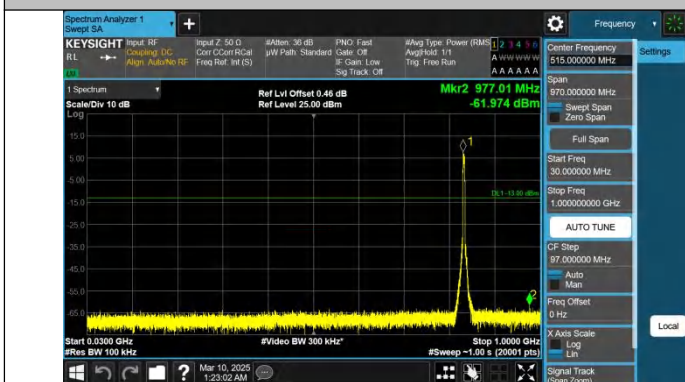 Spectrum Analyzer 1
Swept SA
Frequency
KEYSIGHT Input: RF Input Z: 50 Ω #Atten: 36 dB PNO: Fast #Avg Type: Power (RMS 1 2 3 4 5 6
RL Coupling: DC Corr CCorr RCal µW Path: Standard Gate: Off Avg|Hold: 1/1 A W W W W W
Align: Auto/No RF Freq Ref: Int (S) IF Gain: Low Trig: Free Run
Sig Track: Off A A A A A A
LU
1 Spectrum
Scale/Div 10 dB
Ref Lvl Offset 0.46 dB
Ref Level 25.00 dBm
Mkr2 977.01 MHz
-61.974 dBm
Log
15.0
5.00
-5.00
-15.0
-25.0
-35.0
-45.0
-55.0
-65.0
1
DL1 -13.00 dBm
2
Start 0.0300 GHz
#Res BW 100 kHz
#Video BW 300 kHz*
Stop 1.0000 GHz
#Sweep ~1.00 s (20001 pts)
Mar 10, 2025
1:23:02 AM
Center Frequency
515.000000 MHz
Settings
Span
970.000000 MHz
Swept Span
Zero Span
Full Span
Start Freq
30.000000 MHz
Stop Freq
1.000000000 GHz
AUTO TUNE
CF Step
97.000000 MHz
Auto
Man
Freq Offset
0 Hz
X Axis Scale
Log
Lin
Local
Signal Track
(Span Zoom)